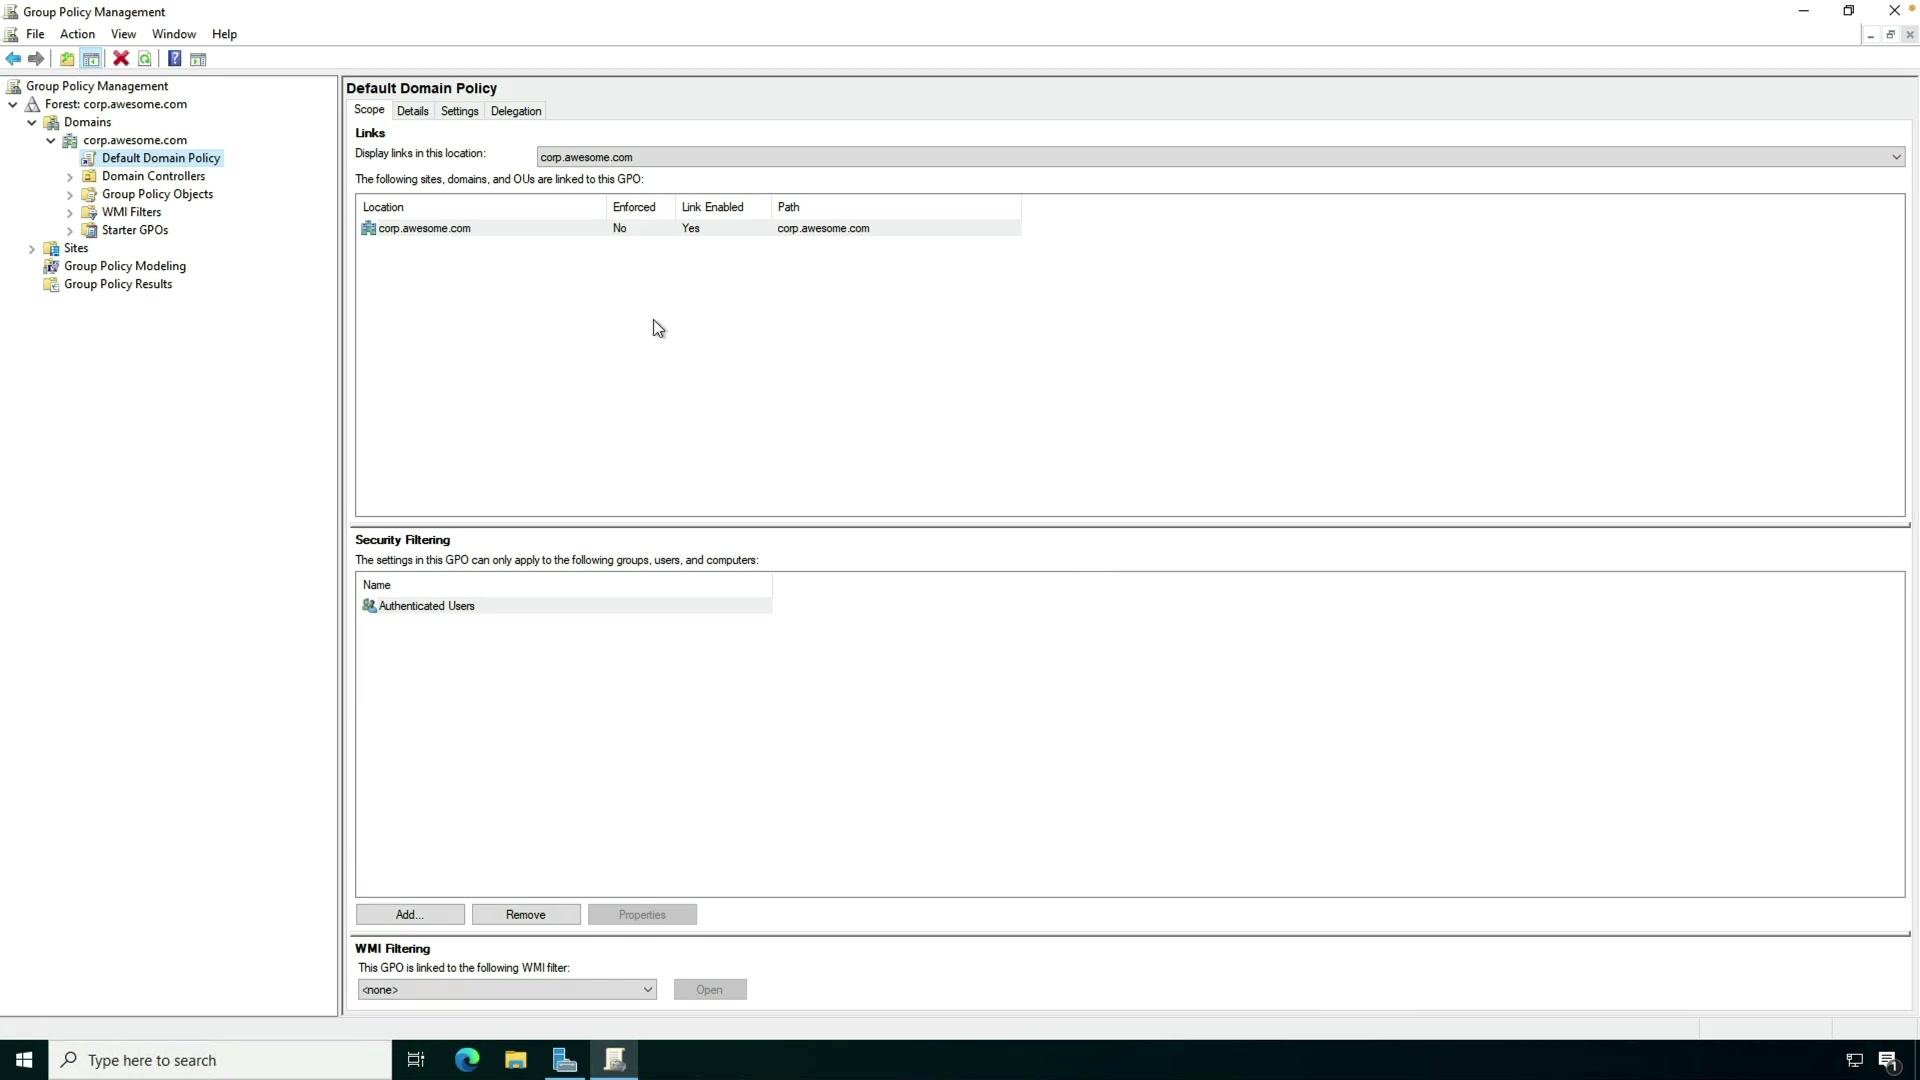 Group Policy Management
File Action View Window Help
Group Policy Management
Forest: corp.awesome.com
Domains
corp.awesome.com
Default Domain Policy
Domain Controllers
Group Policy Objects
WMI Filters
Starter GPOs
Sites
Group Policy Modeling
Group Policy Results
Default Domain Policy
Scope Details Settings Delegation
Links
Display links in this location: corp.awesome.com
The following sites, domains, and OUs are linked to this GPO:
Location Enforced Link Enabled Path
corp.awesome.com No Yes corp.awesome.com
Security Filtering
The settings in this GPO can only apply to the following groups, users, and computers:
Name
Authenticated Users
Add... Remove Properties
WMI Filtering
This GPO is linked to the following WMI filter:
<none> Open
Type here to search
1